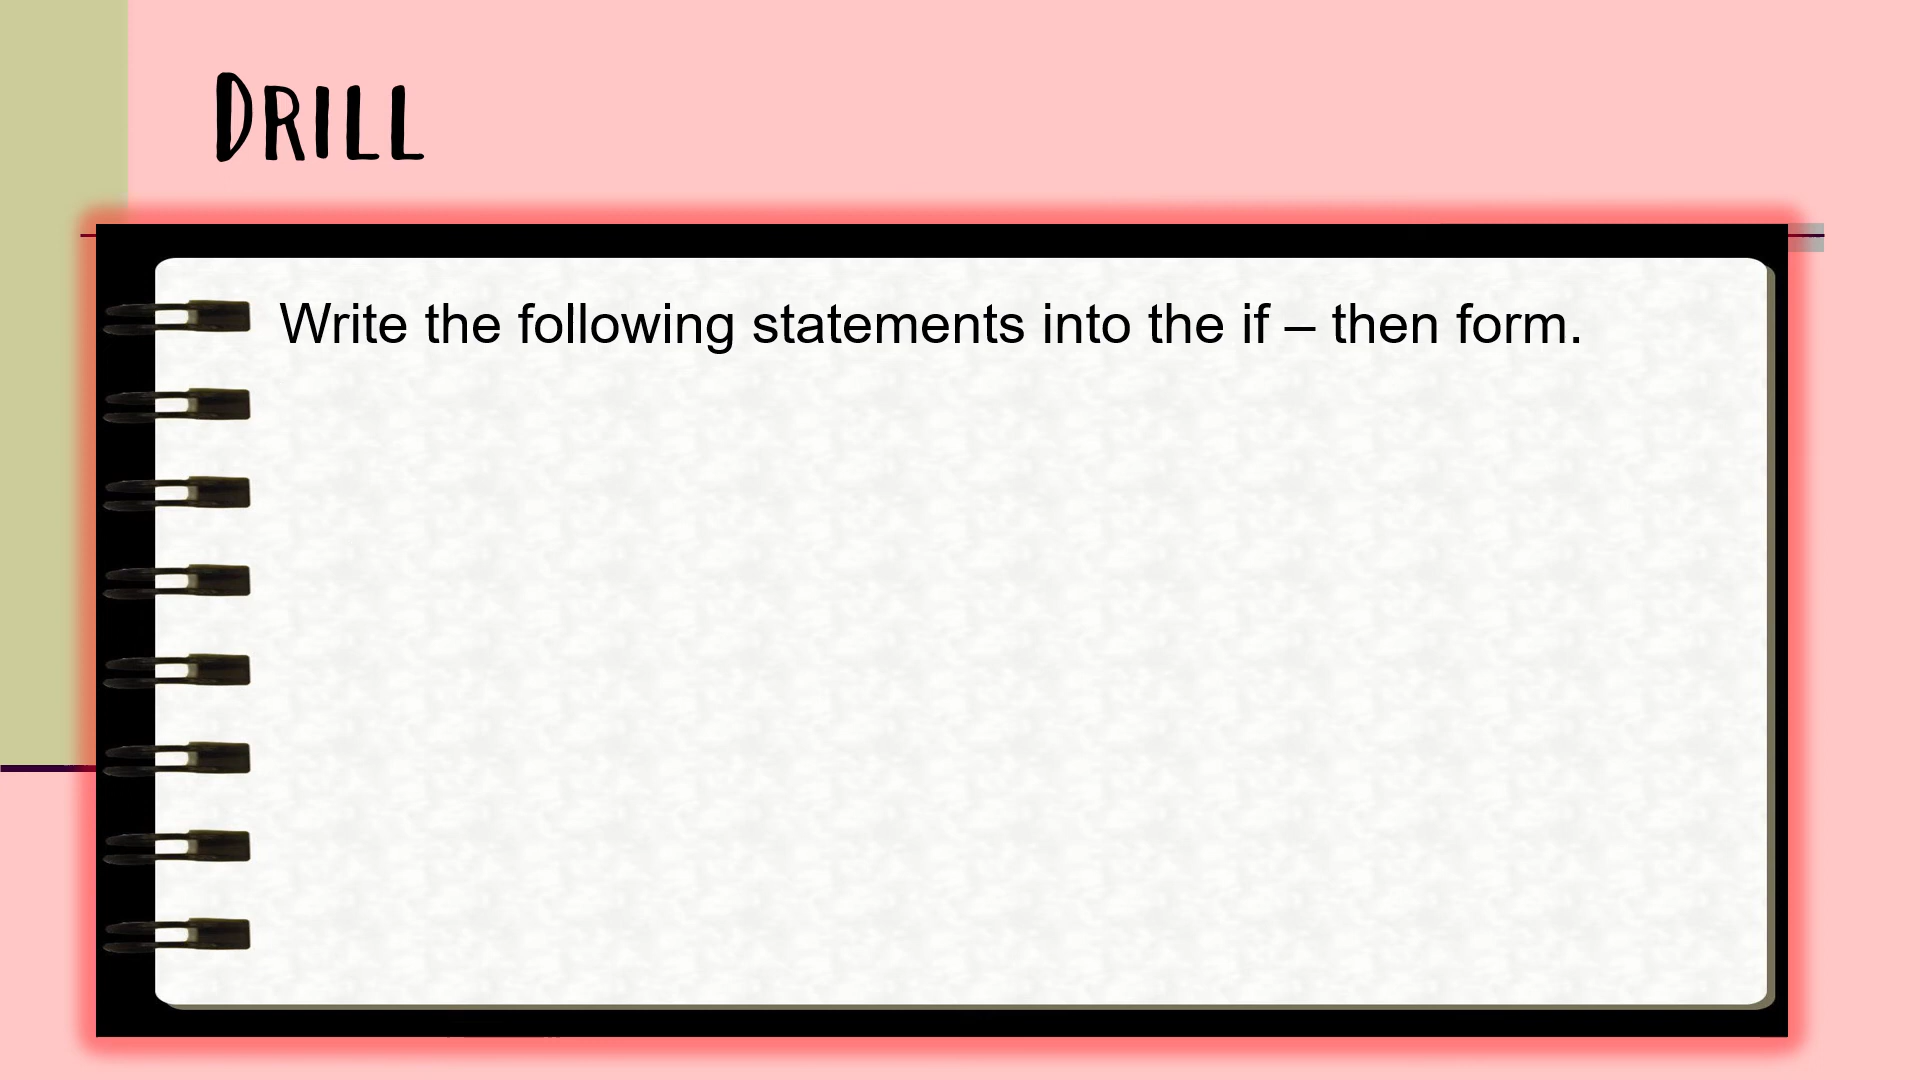 Drill
Write the following statements into the if – then form.